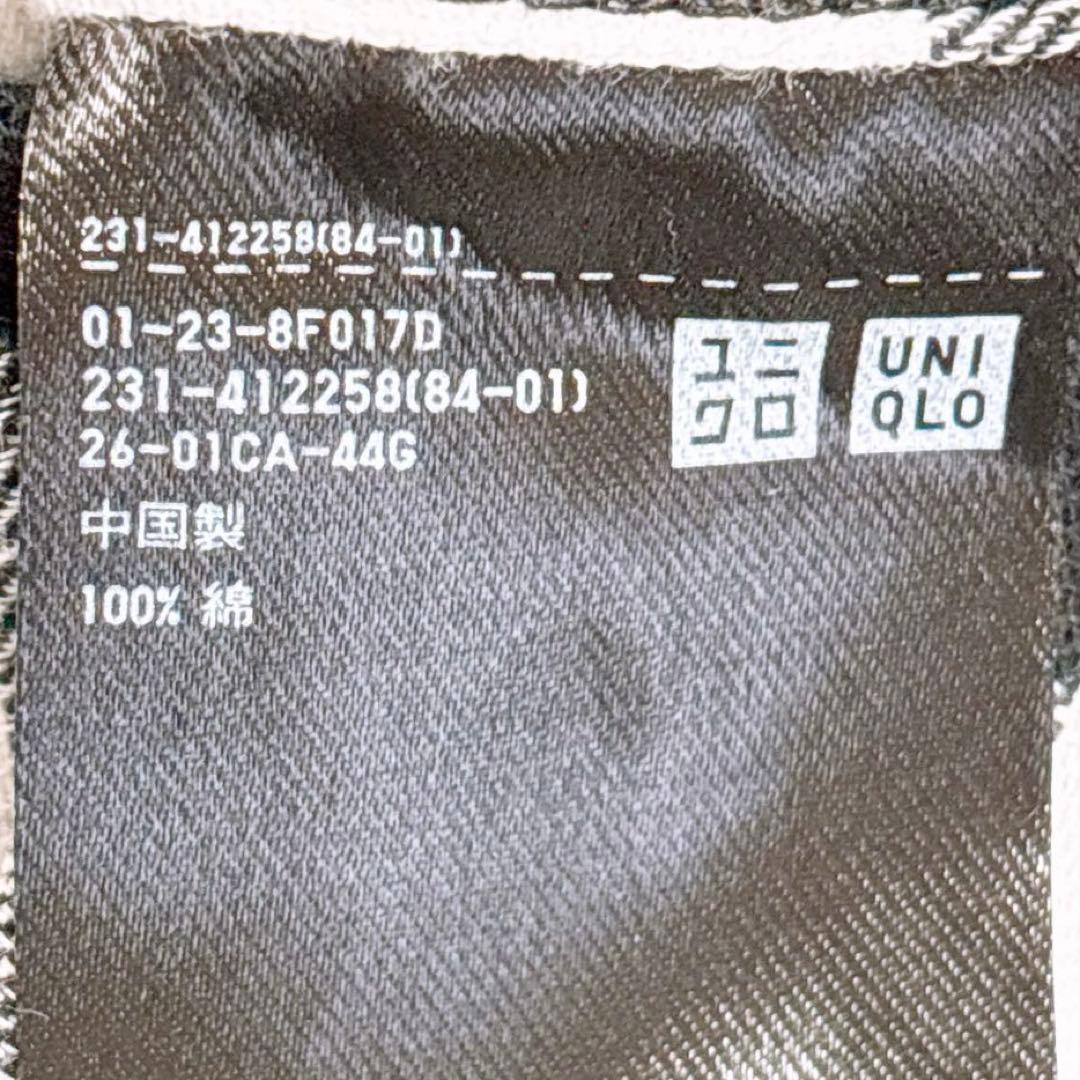 231-412258(84-01)
01-23-8F017D
231-412258(84-01)
26-01CA-44G
中国製
100% 綿
ユニ
クロ
UNI
QLO